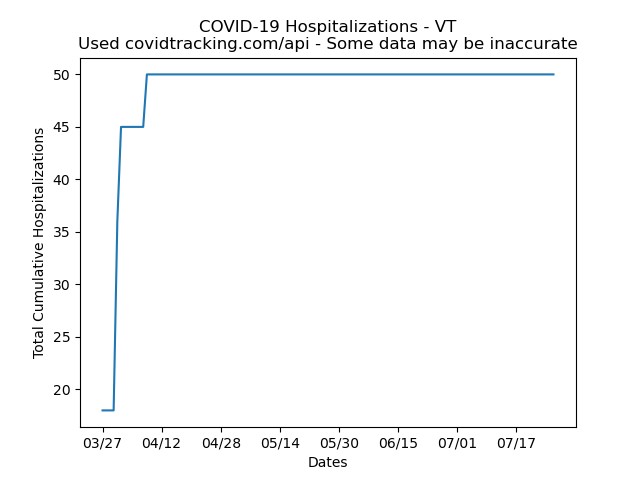 COVID-19 Hospitalizations - VT
Used covidtracking.com/api - Some data may be inaccurate
50
45
40
35
30
25
20
Total Cumulative Hospitalizations
03/27 04/12 04/28 05/14 05/30 06/15 07/01 07/17
Dates